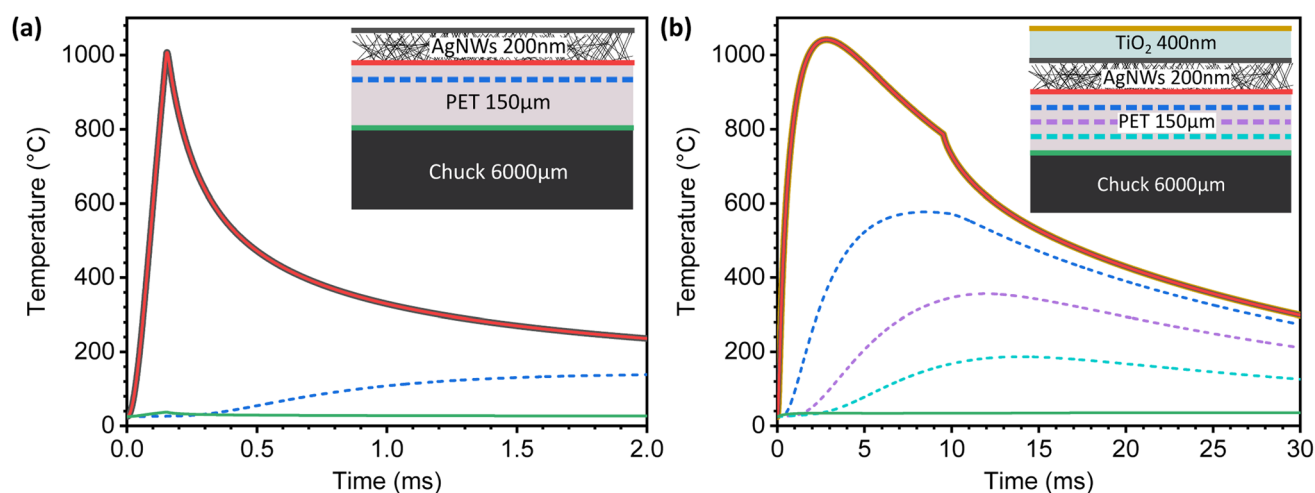 (a)
Temperature (°C)
1000
800
600
400
200
0
0.0 0.5 1.0 1.5 2.0
Time (ms)
AgNWs 200nm
PET 150µm
Chuck 6000µm
(b)
Temperature (°C)
1000
800
600
400
200
0
0 5 10 15 20 25 30
Time (ms)
TiO₂ 400nm
AgNWs 200nm
PET 150µm
Chuck 6000µm